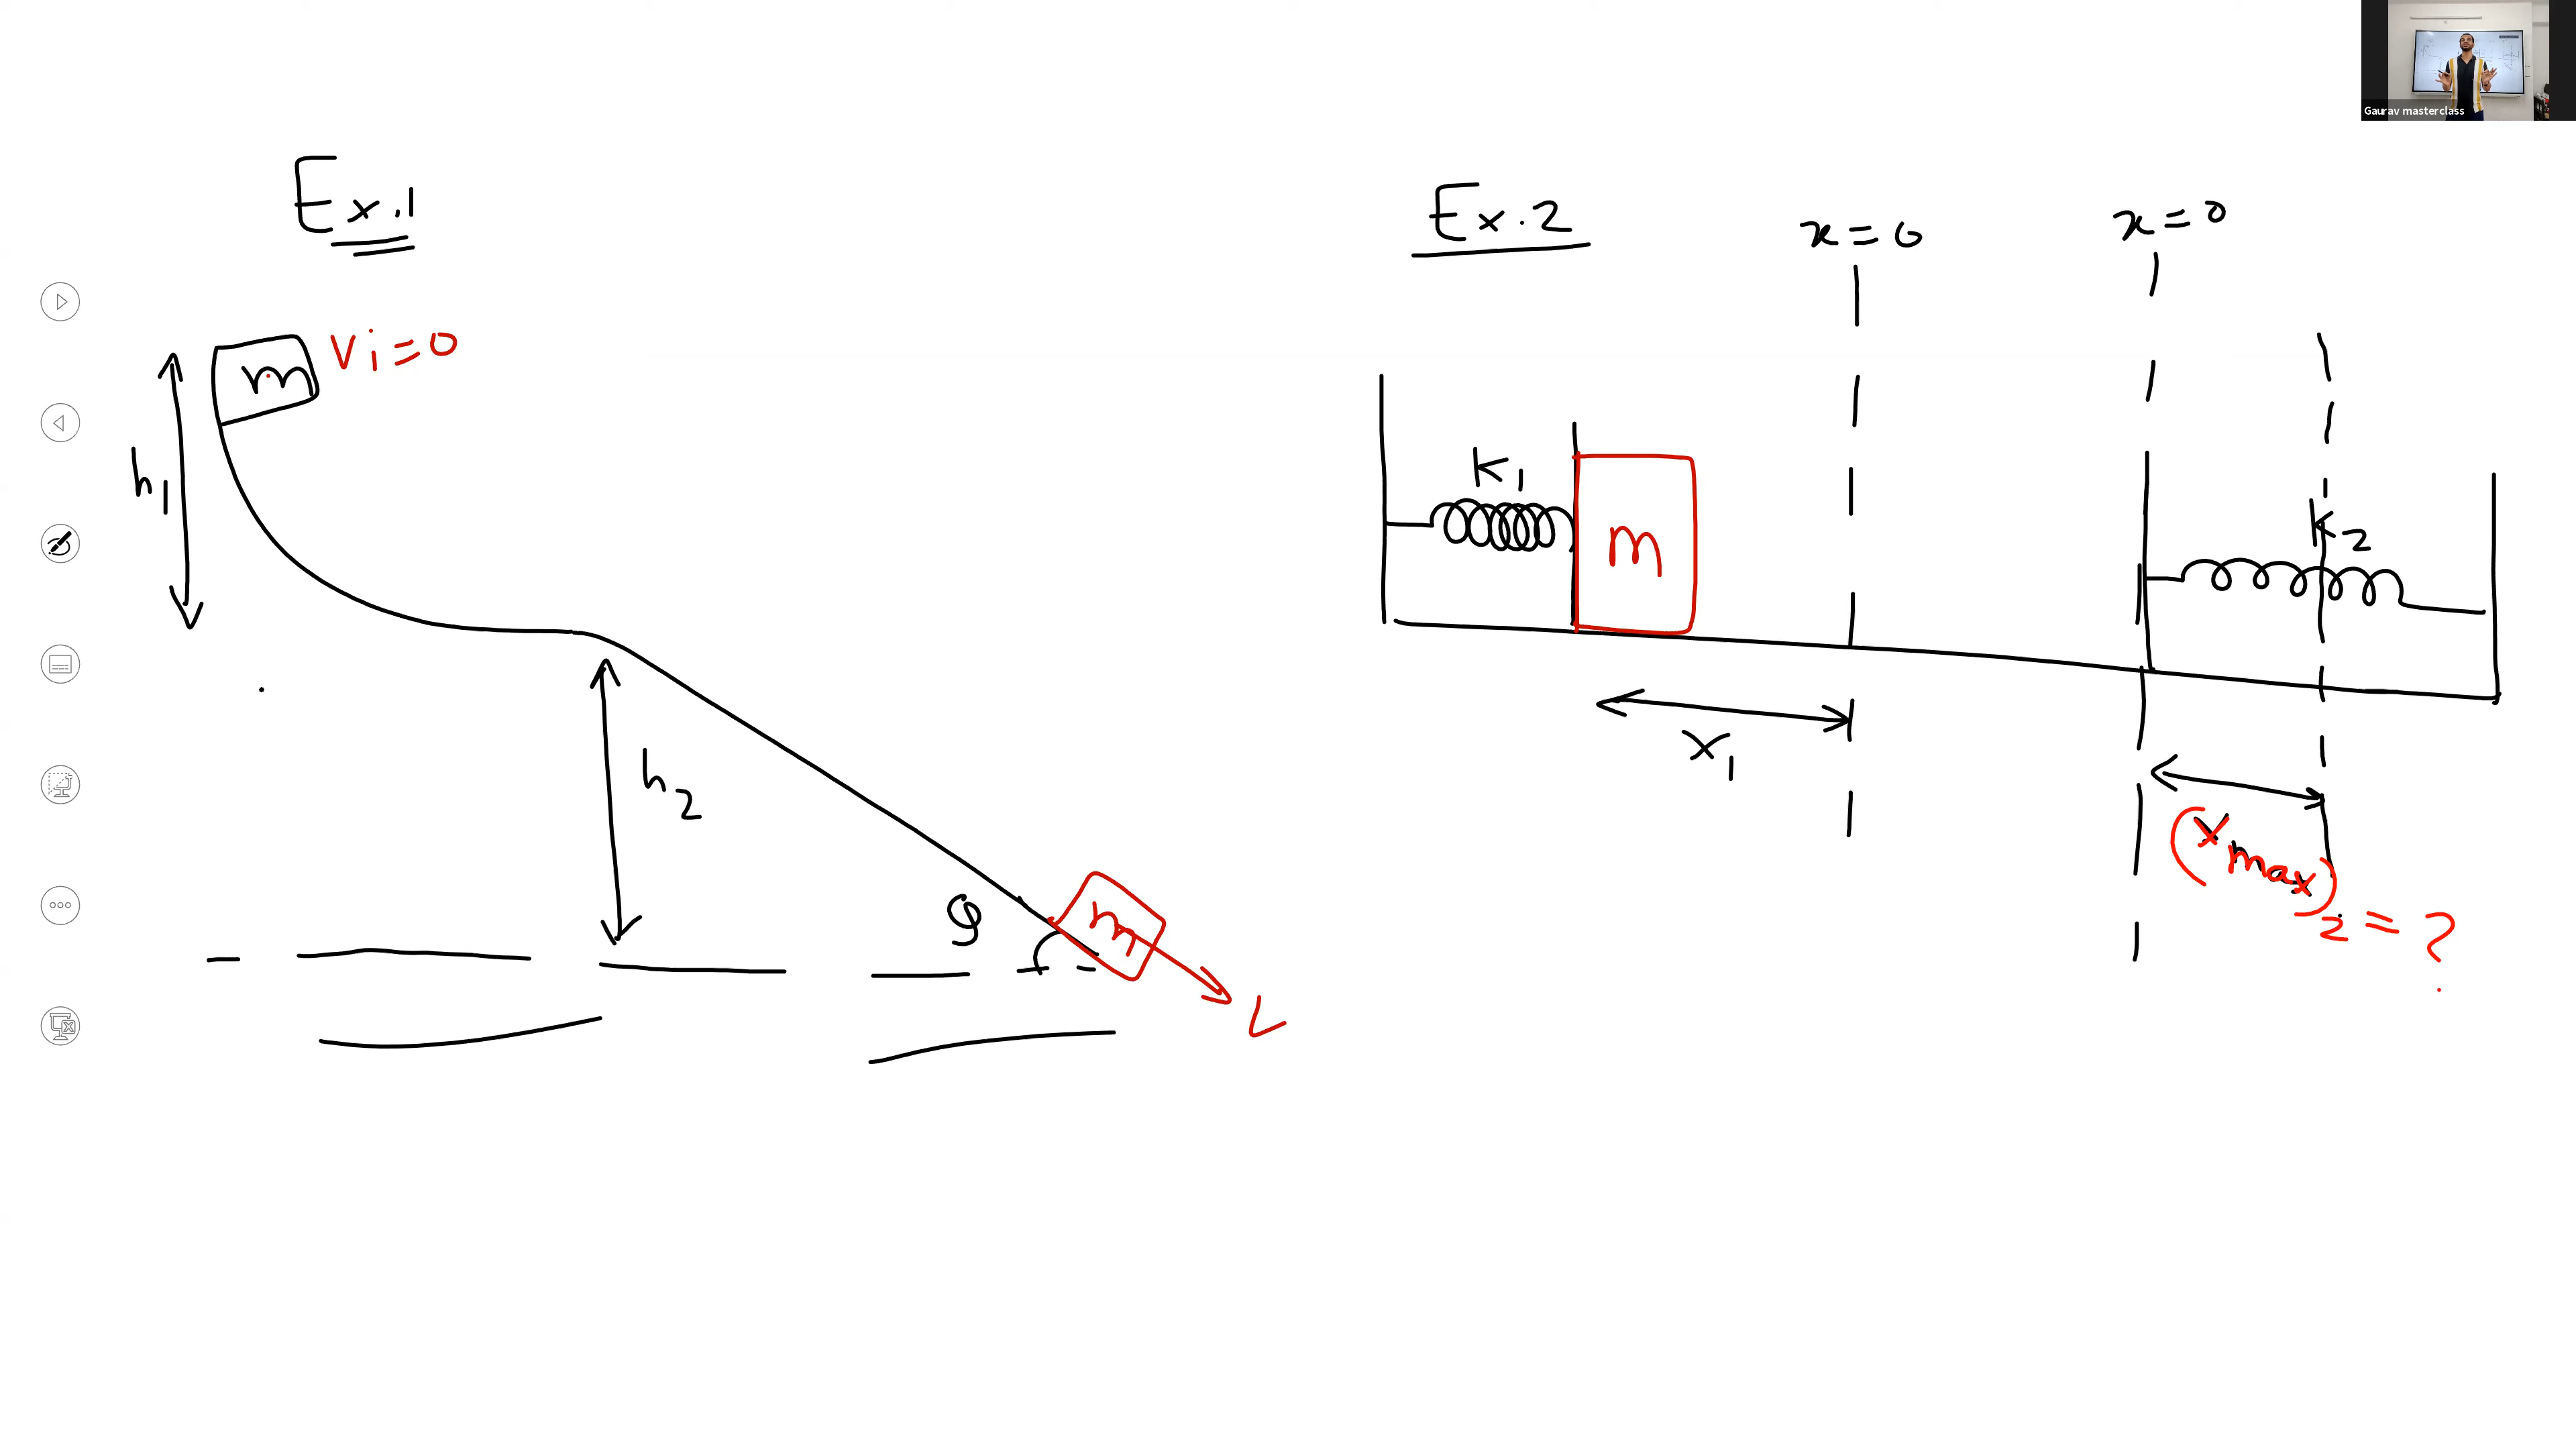 Gaurav masterclass
Ex.1
m
Vi=0
h1
h2
φ
m
V
Ex.2
x=0
x=0
K1
m
K2
x1
(xmax)2=?